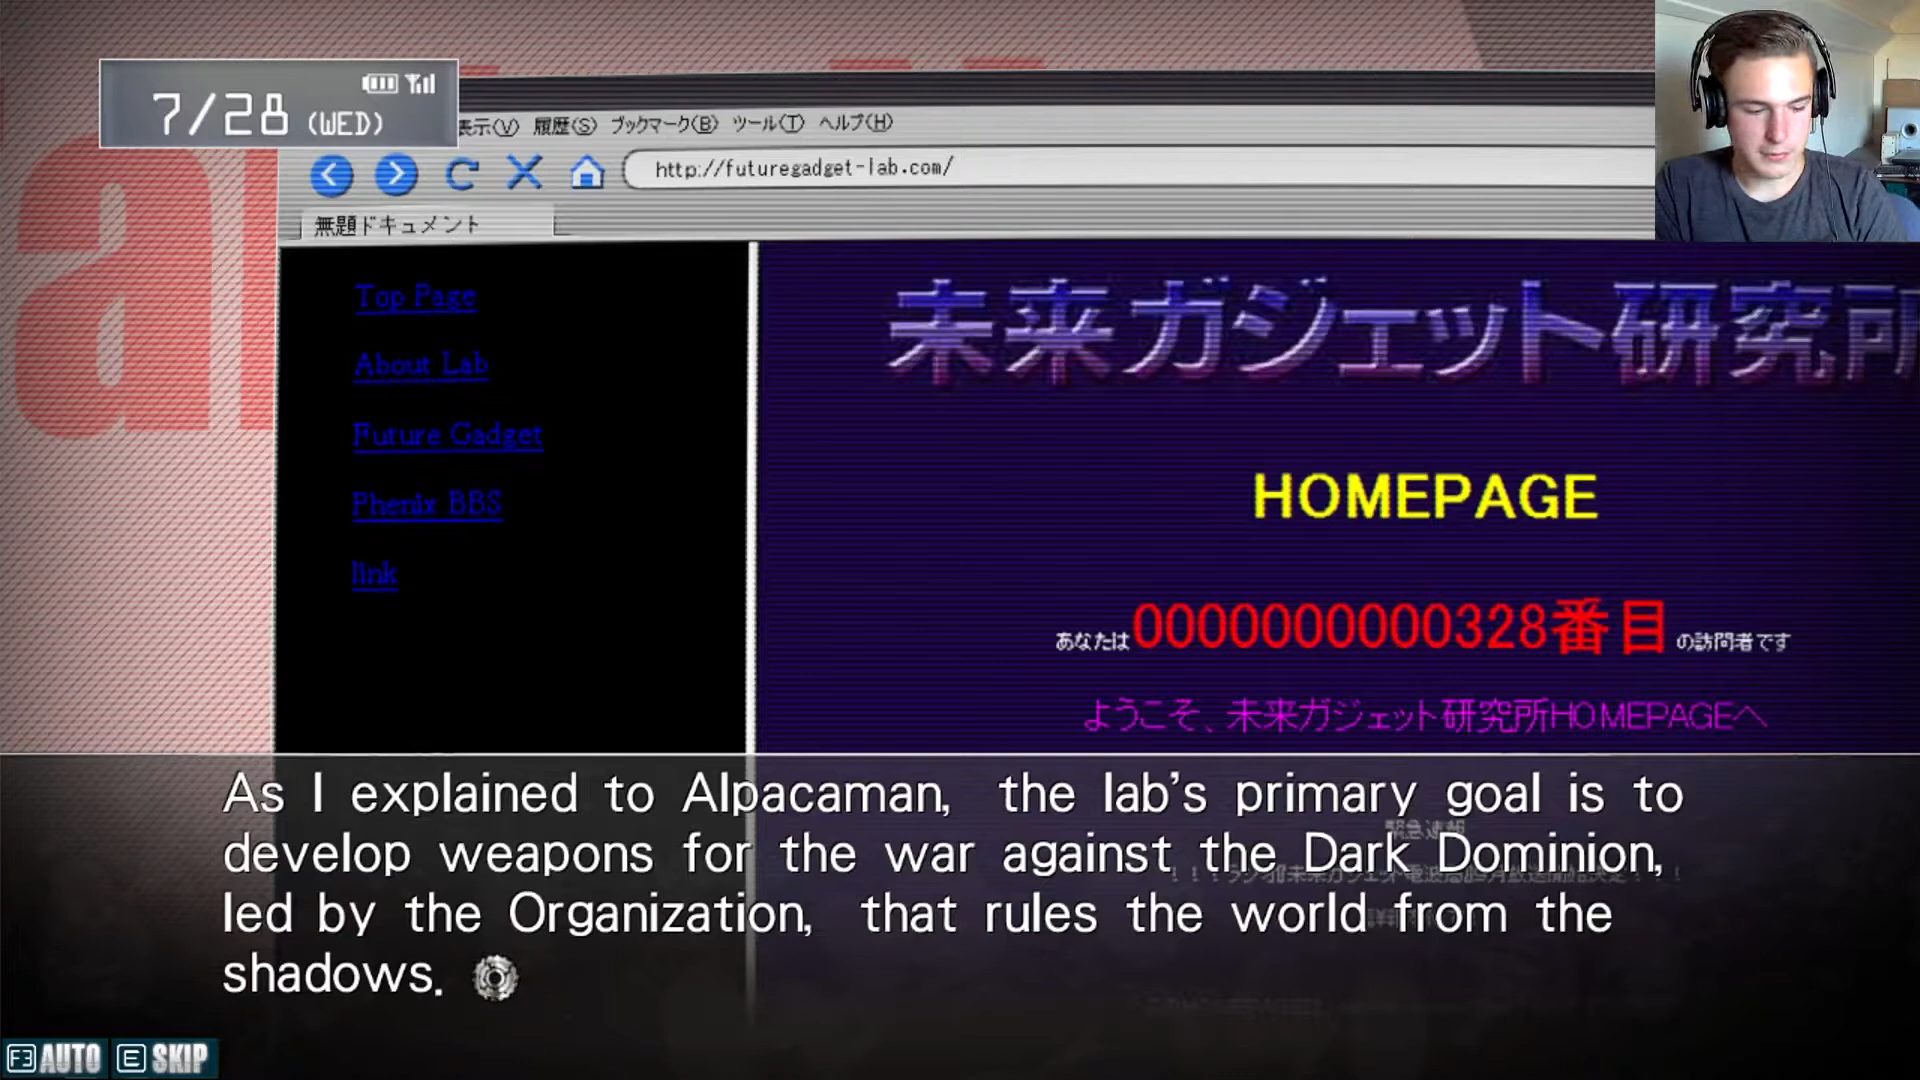 7/28 (WED)
表示(V) 履歴(S) ブックマーク(B) ツール(T) ヘルプ(H)
http://futuregadget-lab.com/
無題ドキュメント
Top Page
About Lab
Future Gadget
Phenix BBS
link
未来ガジェット研究所
HOMEPAGE
あなたは0000000000328番目の訪問者です
ようこそ、未来ガジェット研究所HOMEPAGEへ
緊急速報
As I explained to Alpacaman, the lab's primary goal is to
develop weapons for the war against the Dark Dominion,
led by the Organization, that rules the world from the
shadows.
F3 AUTO E SKIP